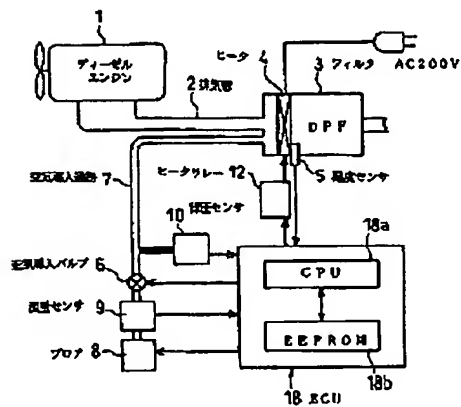 1
ディーゼル
エンジン
2 排気管
ヒータ
4
3 フィルタ
AC200V
DPF
空気導入通路
7
ヒータリレー 12
5 温度センサ
10 背圧センサ
空気導入バルブ 6
センサ
9
ブロア 8
18a
CPU
EEPROM
18b
18 ECU